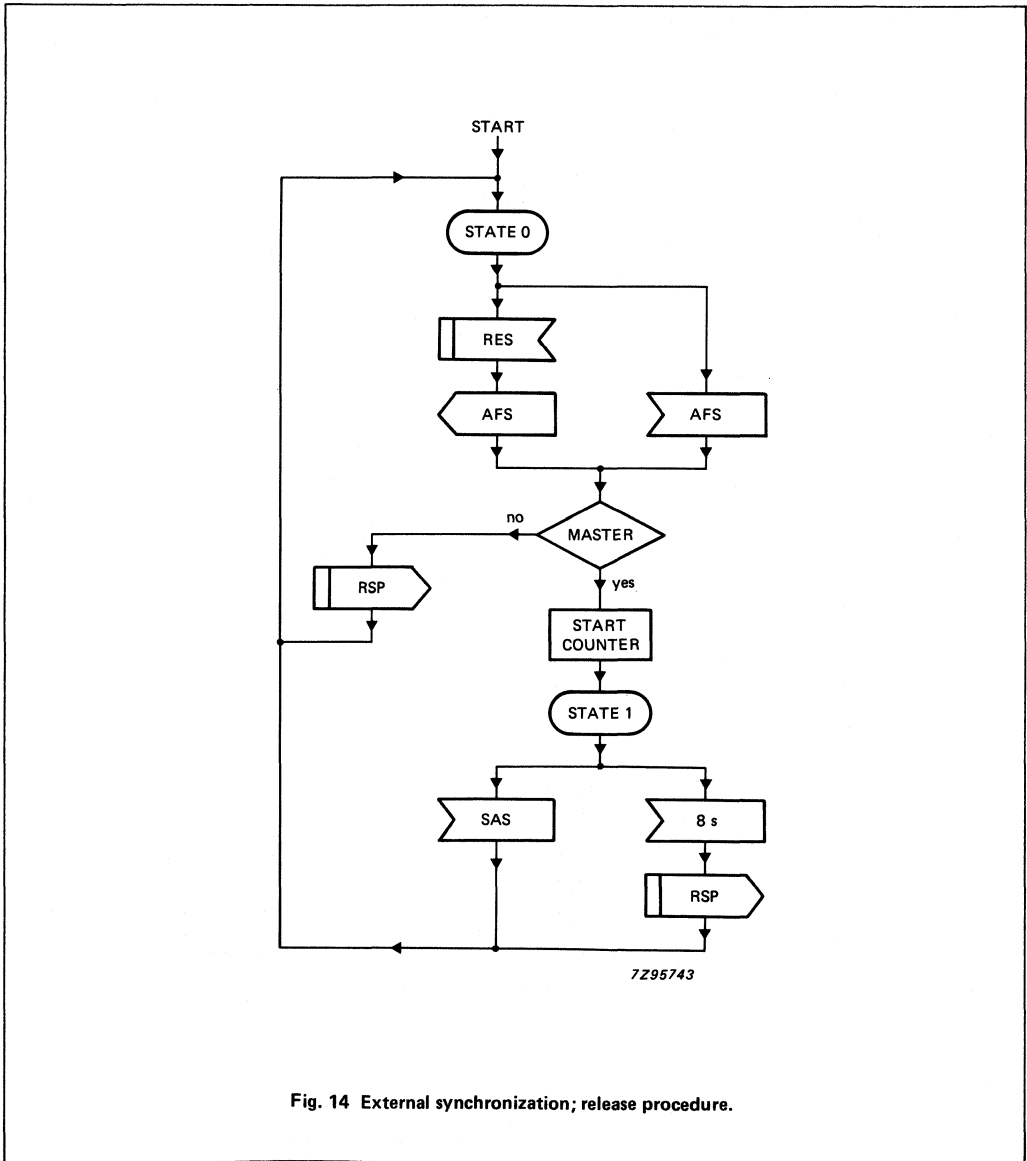 START
STATE 0
RES
AFS
AFS
no
MASTER
RSP
yes
START
COUNTER
STATE 1
SAS
8 s
RSP
7Z95743
Fig. 14 External synchronization; release procedure.